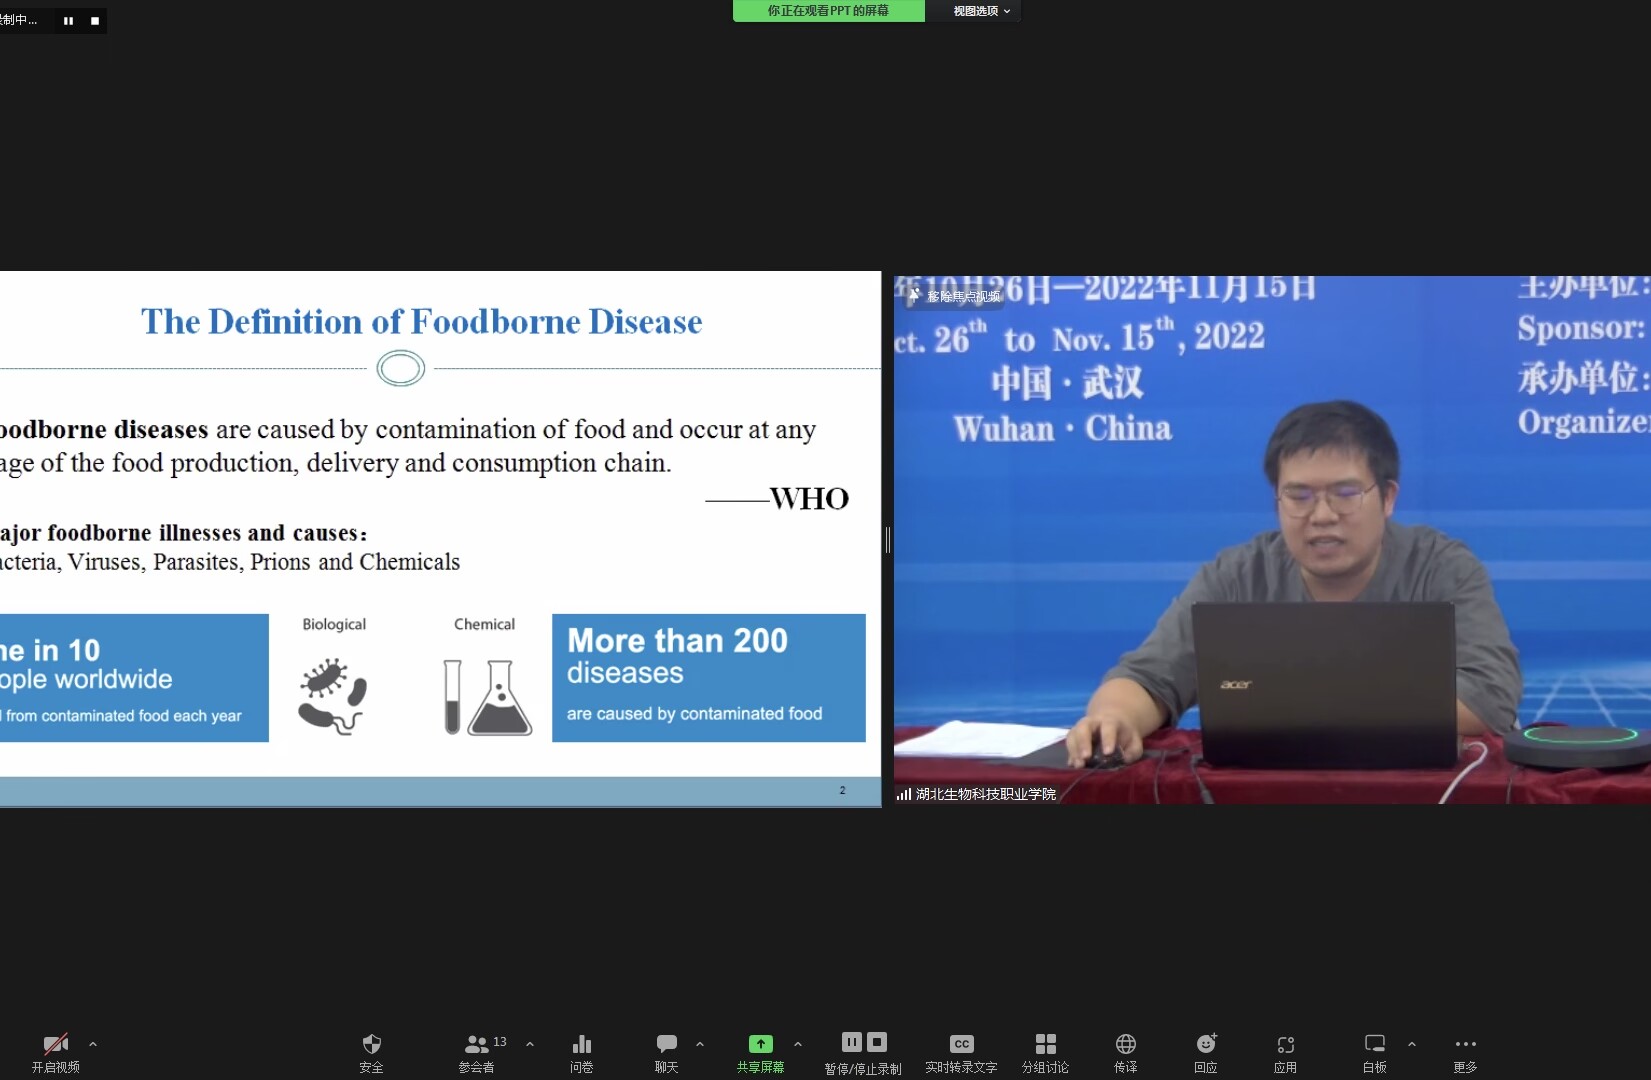 制中...
你正在观看PPT的屏幕
视图选项
The Definition of Foodborne Disease
oodborne diseases are caused by contamination of food and occur at any
age of the food production, delivery and consumption chain.
——WHO
ajor foodborne illnesses and causes：
acteria, Viruses, Parasites, Prions and Chemicals
ne in 10
ople worldwide
l from contaminated food each year
Biological
Chemical
More than 200
diseases
are caused by contaminated food
2
年10月26日—2022年11月15日
移除焦点视频
ct. 26th to Nov. 15th, 2022
中国·武汉
Wuhan·China
主办单位:
Sponsor:
承办单位:
Organize
acer
湖北生物科技职业学院
开启视频
安全
13
参会者
问卷
聊天
共享屏幕
暂停/停止录制
CC
实时转录文字
分组讨论
传译
回应
应用
白板
更多